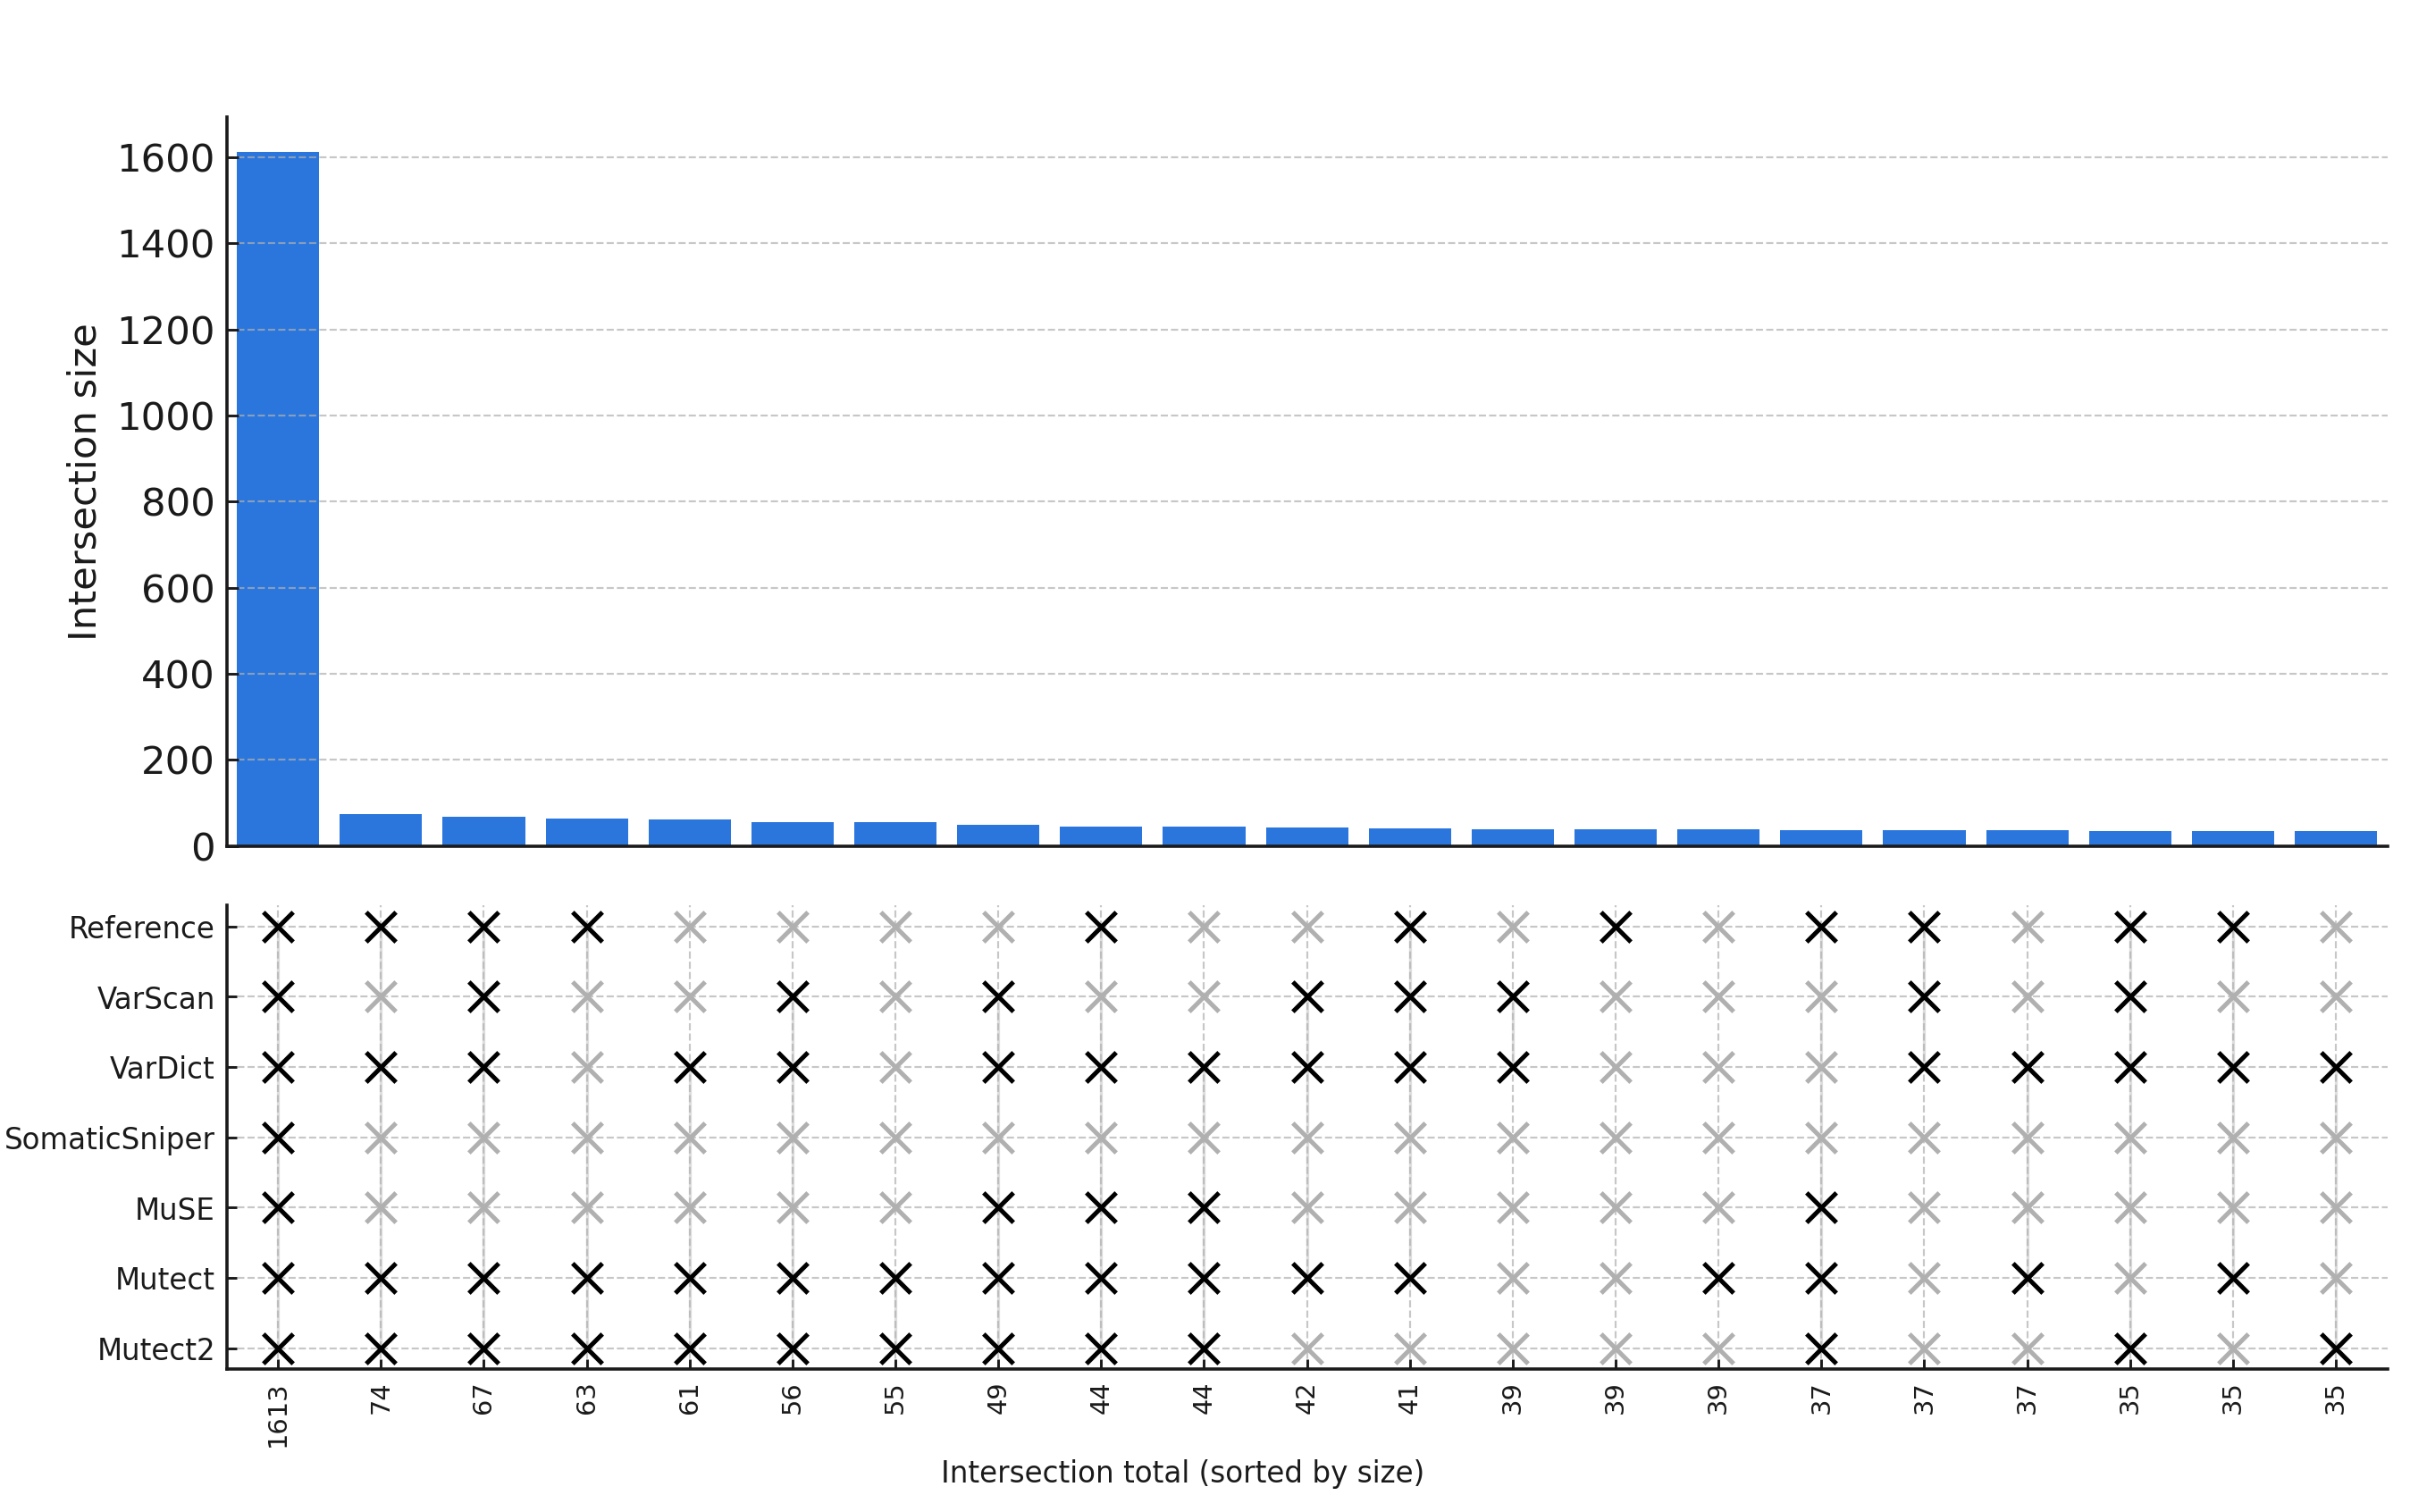 Intersection size
1600
1400
1200
1000
800
600
400
200
0
Reference
VarScan
VarDict
SomaticSniper
MuSE
Mutect
Mutect2
1613 74 67 63 61 56 55 49 44 44 42 41 39 39 39 37 37 37 35 35 35
Intersection total (sorted by size)